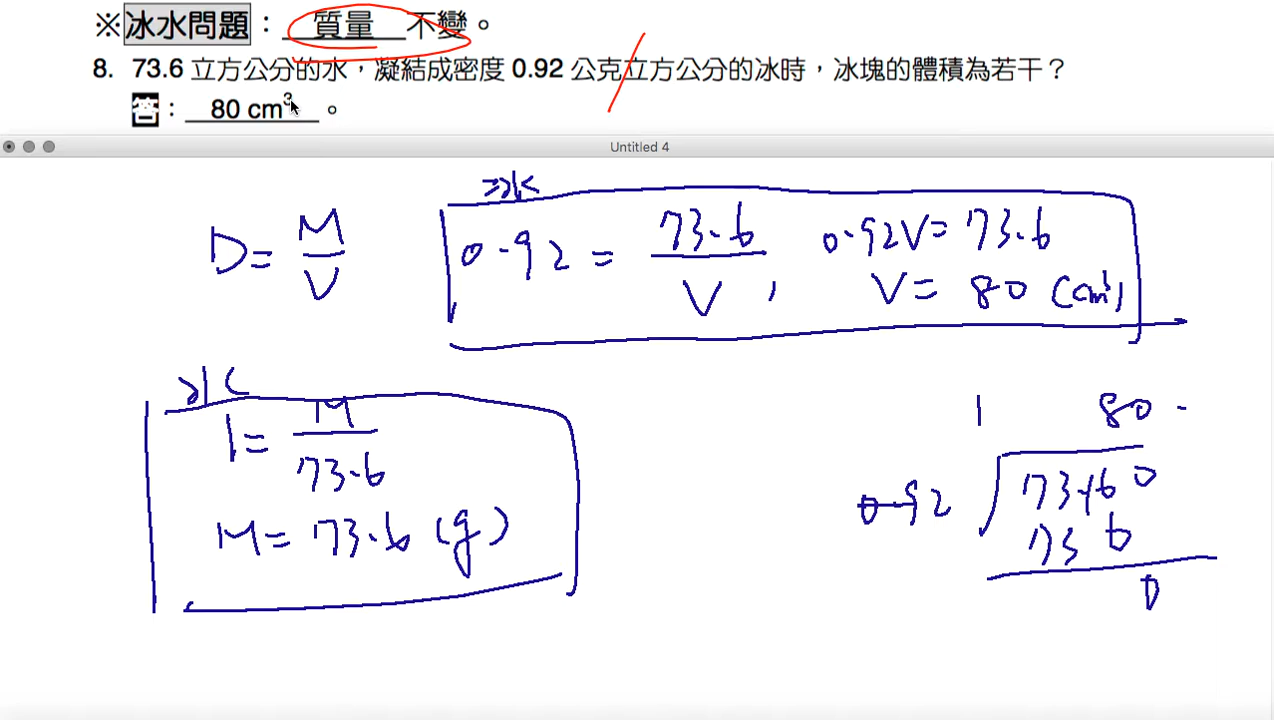 ※冰水問題：質量不變。
8. 73.6 立方公分的水，凝結成密度 0.92 公克/立方公分的冰時，冰塊的體積為若干？
答：80 cm³。
Untitled 4
冰
D= M/V
0.92 = 73.6/V , 0.92V=73.6
V= 80 (cm³)
水
1= M/73.6
M= 73.6 (g)
1 80.
0.92 73.60
73 6
0